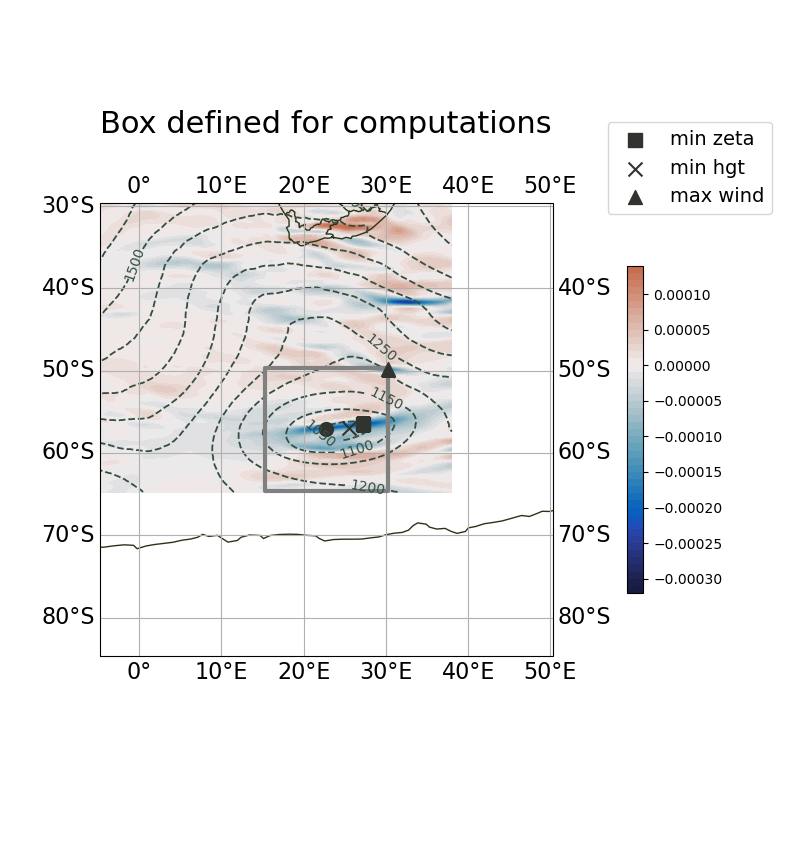 Box defined for computations
min zeta
min hgt
max wind
0° 10°E 20°E 30°E 40°E 50°E
30°S
1500
40°S 40°S
1250
50°S 50°S
1150
1100
60°S 60°S
1200
70°S 70°S
80°S 80°S
0° 10°E 20°E 30°E 40°E 50°E
0.00010
0.00005
0.00000
−0.00005
−0.00010
−0.00015
−0.00020
−0.00025
−0.00030